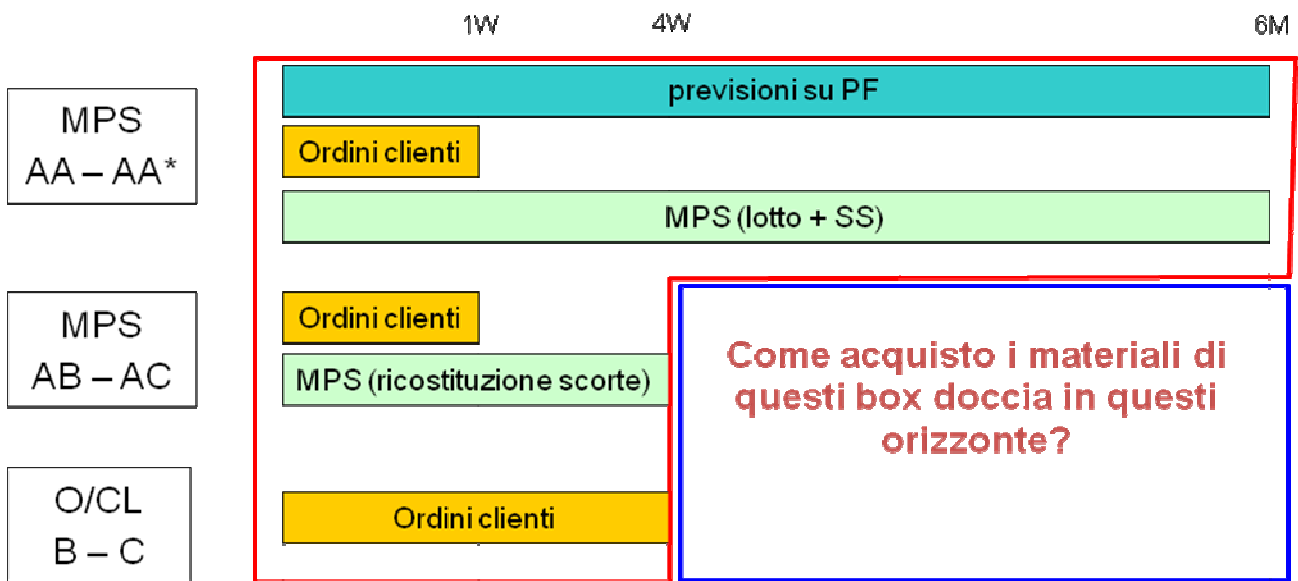 1W 4W 6M
MPS
AA – AA*
previsioni su PF
Ordini clienti
MPS (lotto + SS)
MPS
AB – AC
Ordini clienti
MPS (ricostituzione scorte)
Come acquisto i materiali di
questi box doccia in questi
orizzonte?
O/CL
B – C
Ordini clienti